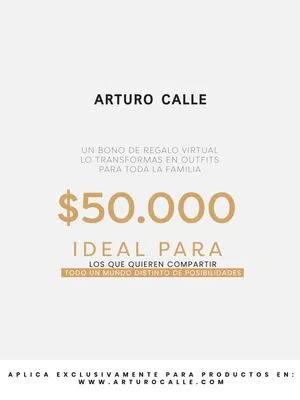 ARTURO CALLE
UN BONO DE REGALO VIRTUAL
LO TRANSFORMAS EN OUTFITS
PARA TODA LA FAMILIA
$50.000
IDEAL PARA
LOS QUE QUIEREN COMPARTIR
TODO UN MUNDO DISTINTO DE POSIBILIDADES
APLICA EXCLUSIVAMENTE PARA PRODUCTOS EN:
WWW.ARTUROCALLE.COM